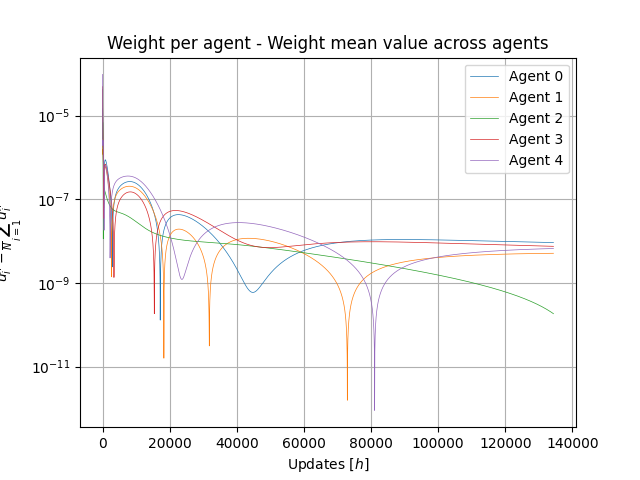 Weight per agent - Weight mean value across agents
Agent 0
Agent 1
Agent 2
Agent 3
Agent 4
10⁻⁵
10⁻⁷
10⁻⁹
10⁻¹¹
0 20000 40000 60000 80000 100000 120000 140000
Updates [h]